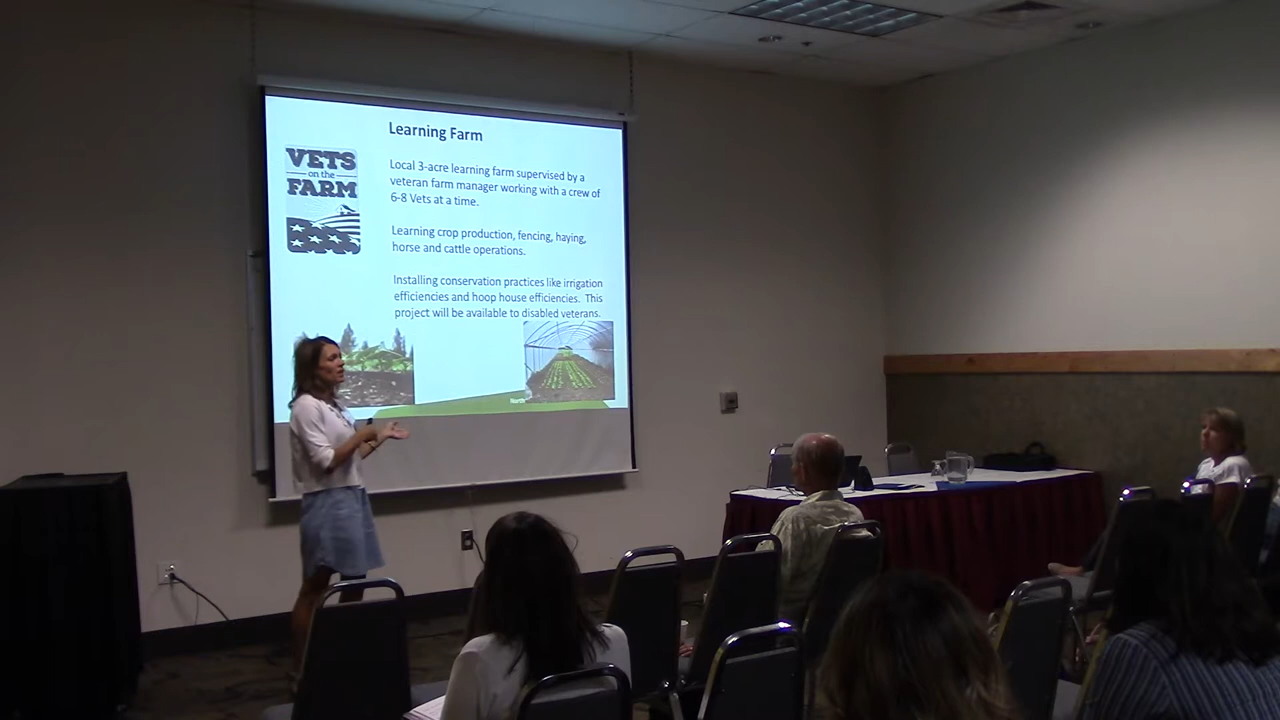 Learning Farm
VETS
on the
FARM
Local 3-acre learning farm supervised by a
veteran farm manager working with a crew of
6-8 Vets at a time.
Learning crop production, fencing, haying,
horse and cattle operations.
Installing conservation practices like irrigation
efficiencies and hoop house efficiencies. This
project will be available to disabled veterans.